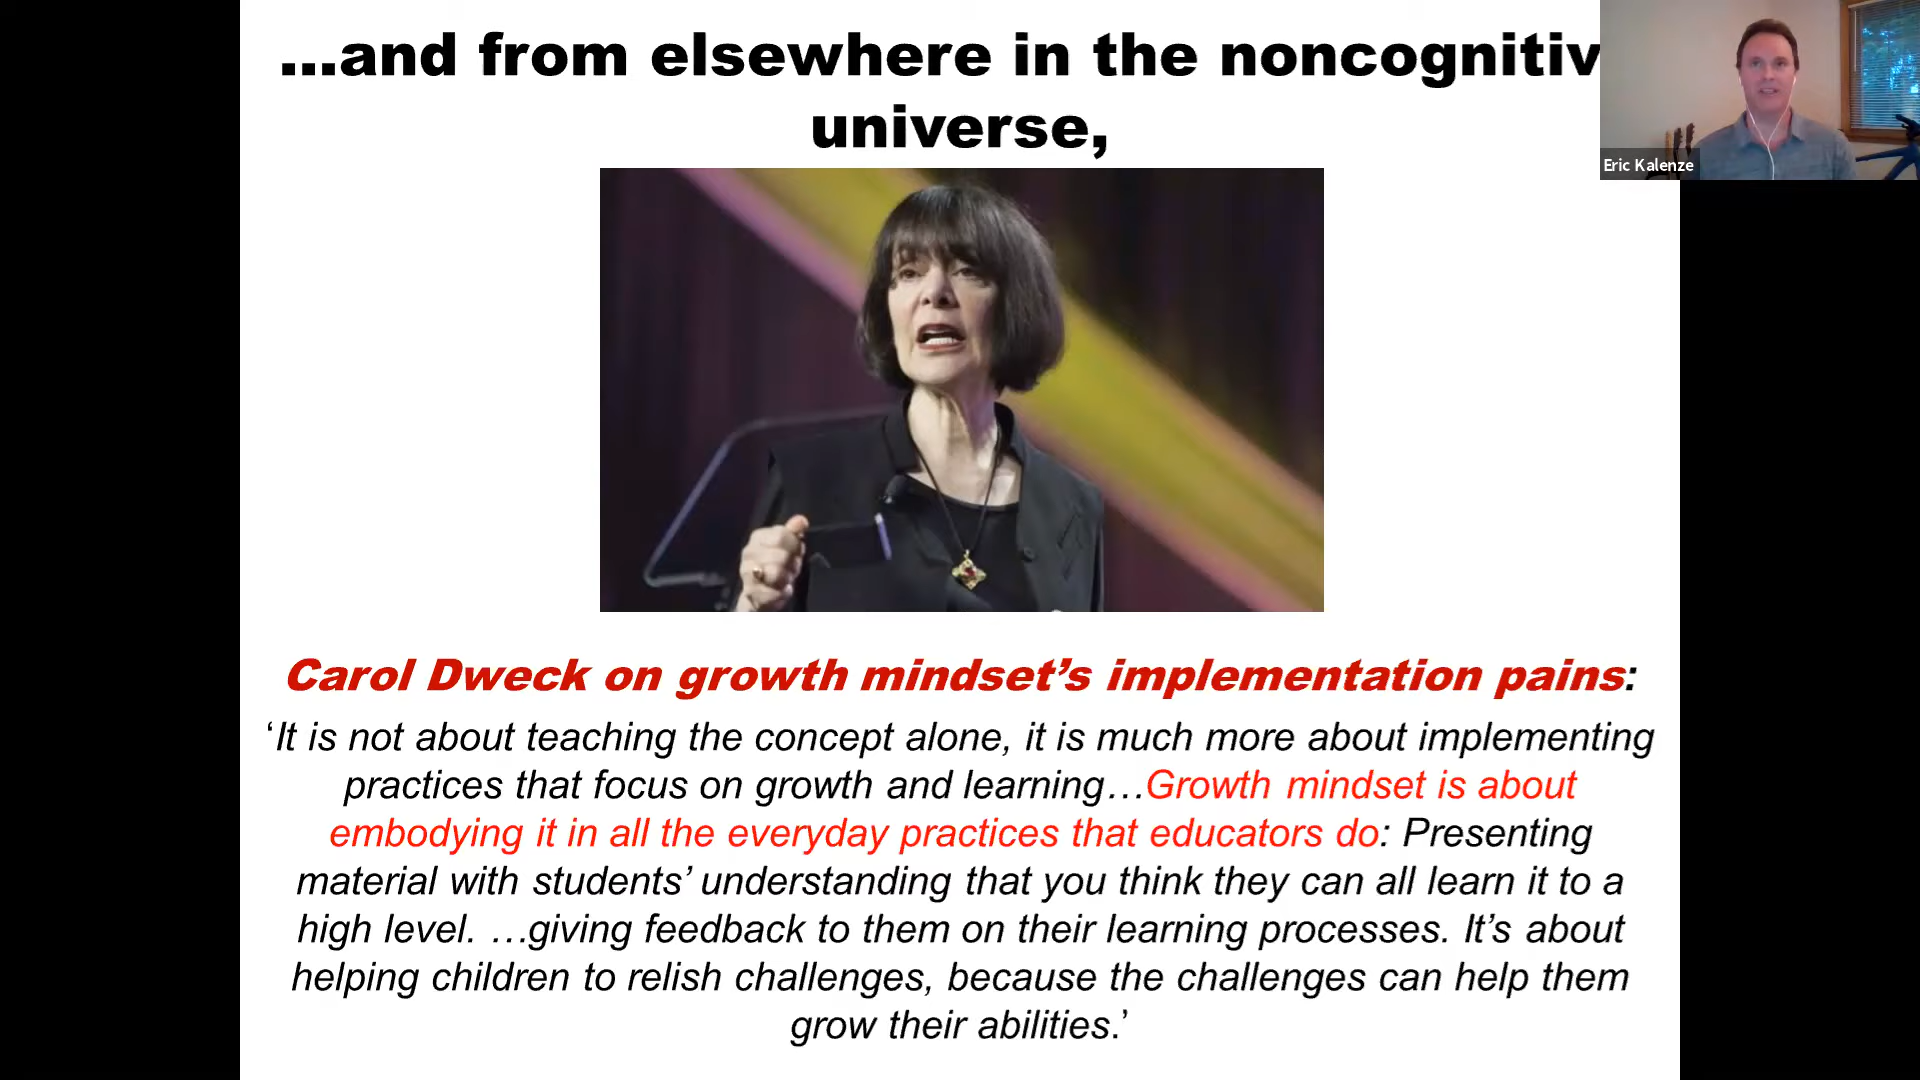 ...and from elsewhere in the noncognitiv
universe,
Eric Kalenze
Carol Dweck on growth mindset’s implementation pains:
‘It is not about teaching the concept alone, it is much more about implementing
practices that focus on growth and learning…Growth mindset is about
embodying it in all the everyday practices that educators do: Presenting
material with students’ understanding that you think they can all learn it to a
high level. …giving feedback to them on their learning processes. It’s about
helping children to relish challenges, because the challenges can help them
grow their abilities.’